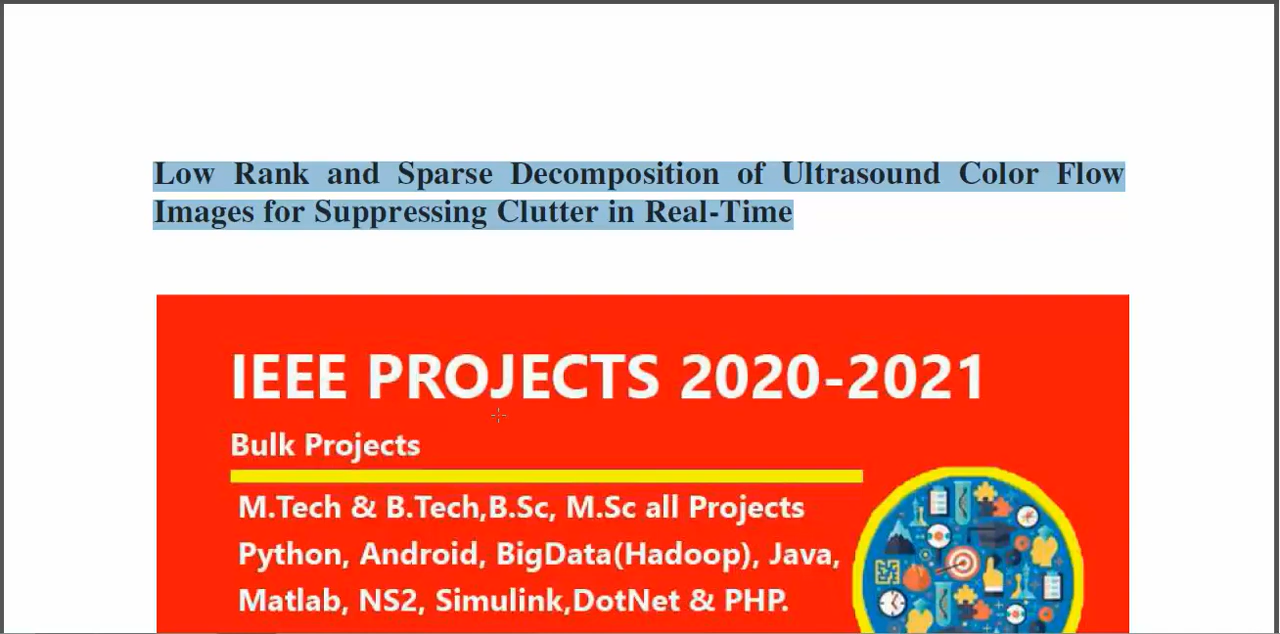 Low Rank and Sparse Decomposition of Ultrasound Color Flow
Images for Suppressing Clutter in Real-Time
IEEE PROJECTS 2020-2021
Bulk Projects
M.Tech & B.Tech,B.Sc, M.Sc all Projects
Python, Android, BigData(Hadoop), Java,
Matlab, NS2, Simulink,DotNet & PHP.